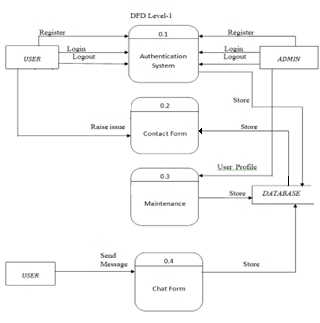 DFD Level-1
Register
0.1
Register
USER
Login
Logout
Authentication
System
Login
Logout
ADMIN
Store
0.2
Raise issue
Contact Form
Store
0.3
User Profile
Maintenance
Store
DATABASE
Send
Message
0.4
USER
Store
Chat Form